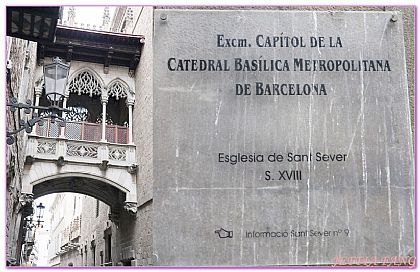 Excm. CAPÍTOL DE LA
CATEDRAL BASÍLICA METROPOLITANA
DE BARCELONA
Esglesia de Sant Sever
S. XVIII
Informació Sant Sever nº 9